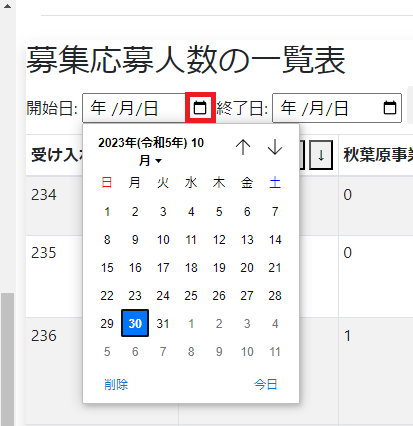 募集応募人数の一覧表
開始日: 年 /月/日 終了日: 年 /月/日
受け入 ↓ 秋葉原事業
2023年(令和5年) 10
月
日 月 火 水 木 金 土
1 2 3 4 5 6 7
8 9 10 11 12 13 14
15 16 17 18 19 20 21
22 23 24 25 26 27 28
29 30 31 1 2 3 4
5 6 7 8 9 10 11
削除 今日
234 0
235 0
236 1